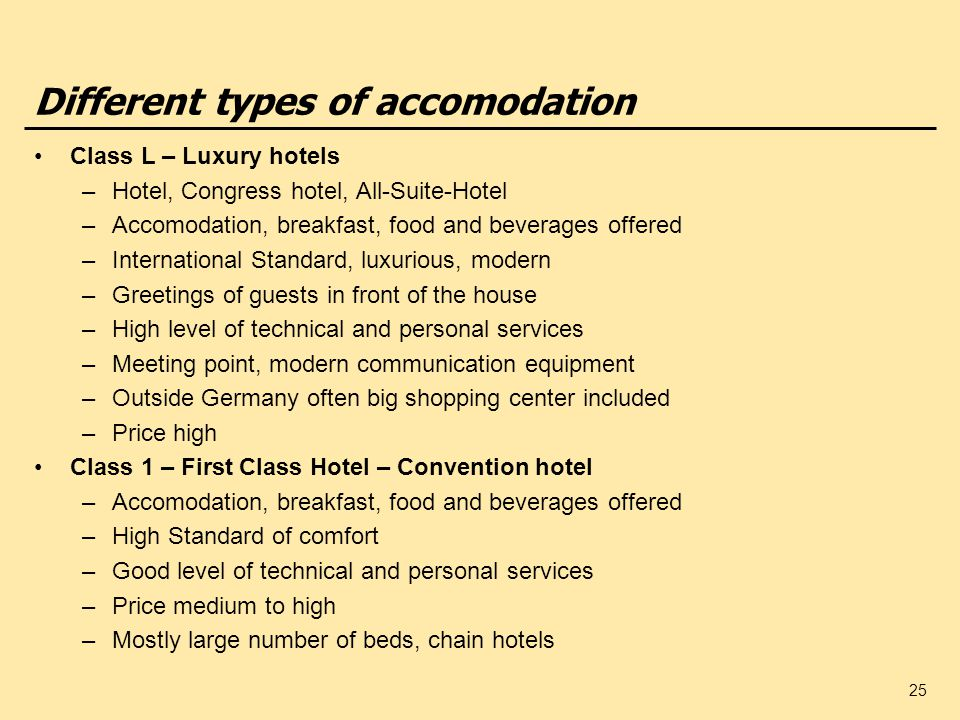 Different types of accomodation
• Class L – Luxury hotels
– Hotel, Congress hotel, All-Suite-Hotel
– Accomodation, breakfast, food and beverages offered
– International Standard, luxurious, modern
– Greetings of guests in front of the house
– High level of technical and personal services
– Meeting point, modern communication equipment
– Outside Germany often big shopping center included
– Price high
• Class 1 – First Class Hotel – Convention hotel
– Accomodation, breakfast, food and beverages offered
– High Standard of comfort
– Good level of technical and personal services
– Price medium to high
– Mostly large number of beds, chain hotels
25